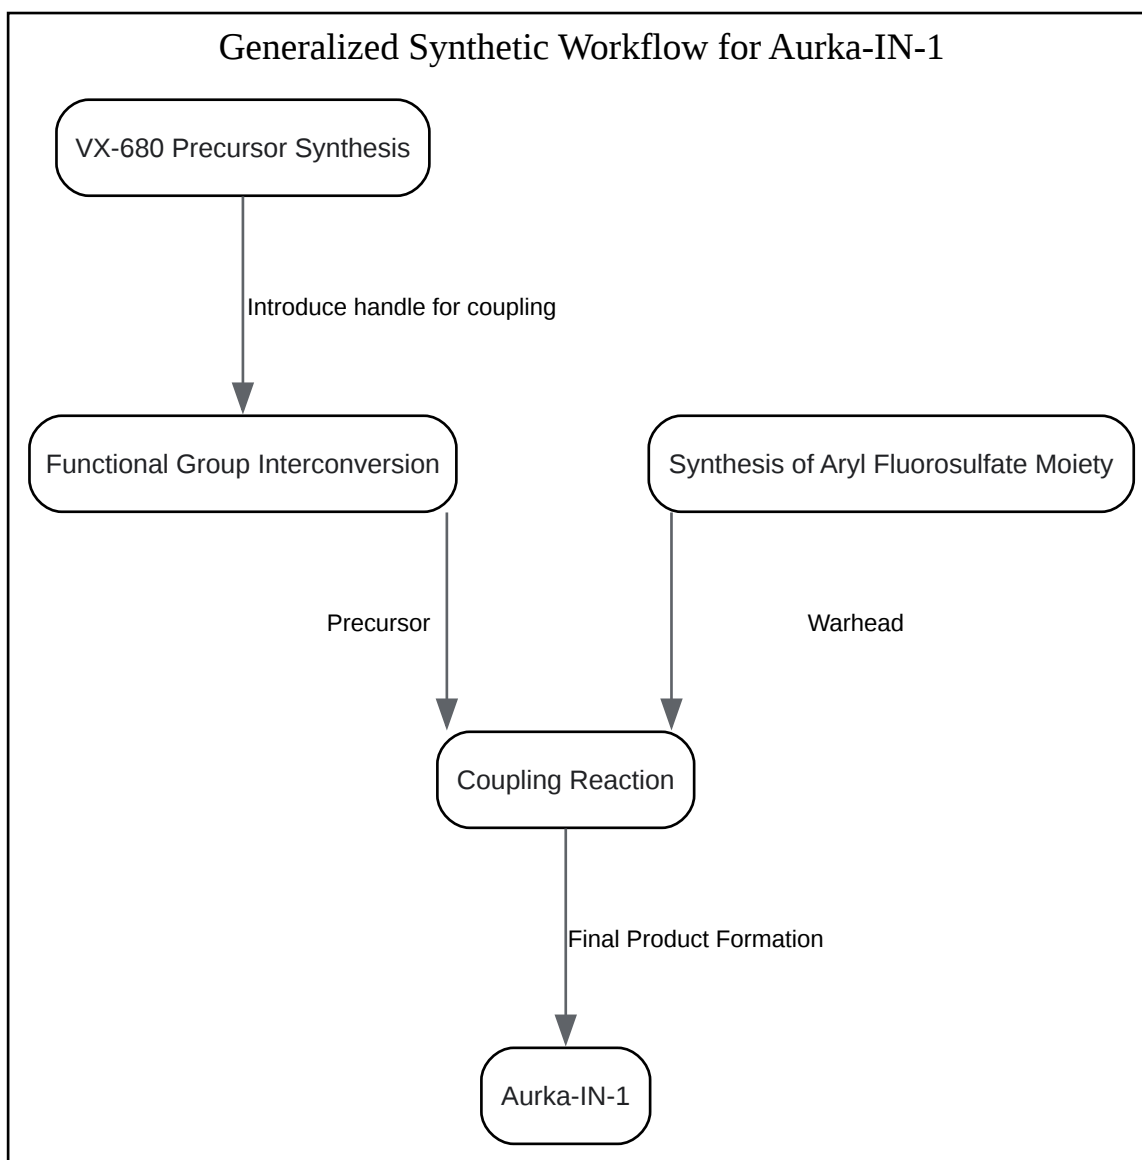 Generalized Synthetic Workflow for Aurka-IN-1
VX-680 Precursor Synthesis
Introduce handle for coupling
Functional Group Interconversion
Synthesis of Aryl Fluorosulfate Moiety
Precursor
Warhead
Coupling Reaction
Final Product Formation
Aurka-IN-1